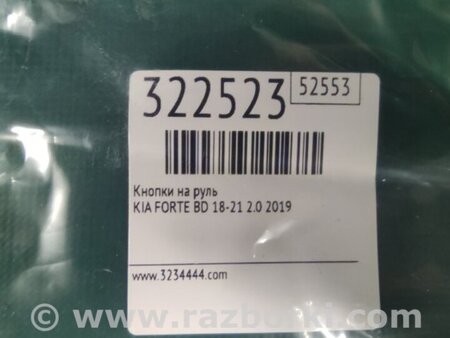 322523
52553
Кнопки на руль
KIA FORTE BD 18-21 2.0 2019
www.3234444.com
© www.razborki.com